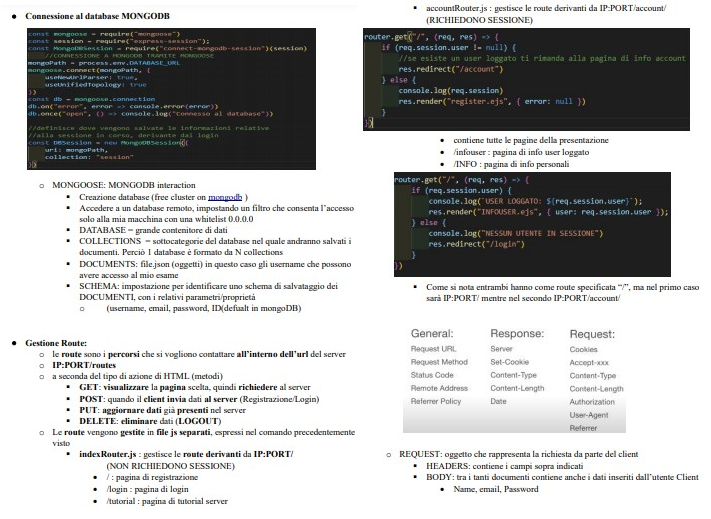 Connessione al database MONGODB
const mongoose = require("mongoose")
const session = require("express-session");
const MongoDBSession = require("connect-mongodb-session")(session)
//CONNESSIONE A MONGODB TRAMITE MONGOOSE
mongoPath = process.env.DATABASE_URL
mongoose.connect(mongoPath, {
useNewUrlParser: true,
useUnifiedTopology: true
})
const db = mongoose.connection
db.on("error", error => console.error(error))
db.once("open", () => console.log("Connesso al database"))
//definisce dove vengono salvate le informazioni relative
//alla sessione in corso, derivante dal login
const DBSession = new MongoDBSession({
uri: mongoPath,
collection: "session"
})
MONGOOSE: MONGODB interaction
Creazione database (free cluster on mongodb )
Accedere a un database remoto, impostando un filtro che consenta l'accesso
solo alla mia macchina con una whitelist 0.0.0.0
DATABASE = grande contenitore di dati
COLLECTIONS = sottocategorie del database nel quale andranno salvati i
documenti. Perciò 1 database è formato da N collections
DOCUMENTS: file.json (oggetti) in questo caso gli username che possono
avere accesso al mio esame
SCHEMA: impostazione per identificare uno schema di salvataggio dei
DOCUMENTI, con i relativi parametri/proprietà
(username, email, password, ID(defualt in mongoDB)
Gestione Route:
le route sono i percorsi che si vogliono contattare all'interno dell'url del server
IP:PORT/routes
a seconda del tipo di azione di HTML (metodi)
GET: visualizzare la pagina scelta, quindi richiedere al server
POST: quando il client invia dati al server (Registrazione/Login)
PUT: aggiornare dati già presenti nel server
DELETE: eliminare dati (LOGOUT)
Le route vengono gestite in file js separati, espressi nel comando precedentemente
visto
indexRouter.js : gestisce le route derivanti da IP:PORT/
(NON RICHIEDONO SESSIONE)
/ : pagina di registrazione
/login : pagina di login
/tutorial : pagina di tutorial server
accountRouter.js : gestisce le route derivanti da IP:PORT/account/
(RICHIEDONO SESSIONE)
router.get("/", (req, res) => {
if (req.session.user != null) {
//se esiste un user loggato ti rimanda alla pagina di info account
res.redirect("/account")
} else {
console.log(req.session)
res.render("register.ejs", { error: null })
}
})
contiene tutte le pagine della presentazione
/infouser : pagina di info user loggato
/INFO : pagina di info personali
router.get("/", (req, res) => {
if (req.session.user) {
console.log(`USER LOGGATO: ${req.session.user}`);
res.render("INFOUSER.ejs", { user: req.session.user });
} else {
console.log("NESSUN UTENTE IN SESSIONE")
res.redirect("/login")
}
})
Come si nota entrambi hanno come route specificata "/", ma nel primo caso
sarà IP:PORT/ mentre nel secondo IP:PORT/account/
General: Response: Request:
Request URL Server Cookies
Request Method Set-Cookie Accept-xxx
Status Code Content-Type Content-Type
Remote Address Content-Length Content-Length
Referrer Policy Date Authorization
User-Agent
Referrer
REQUEST: oggetto che rappresenta la richiesta da parte del client
HEADERS: contiene i campi sopra indicati
BODY: tra i tanti documenti contiene anche i dati inseriti dall'utente Client
Name, email, Password